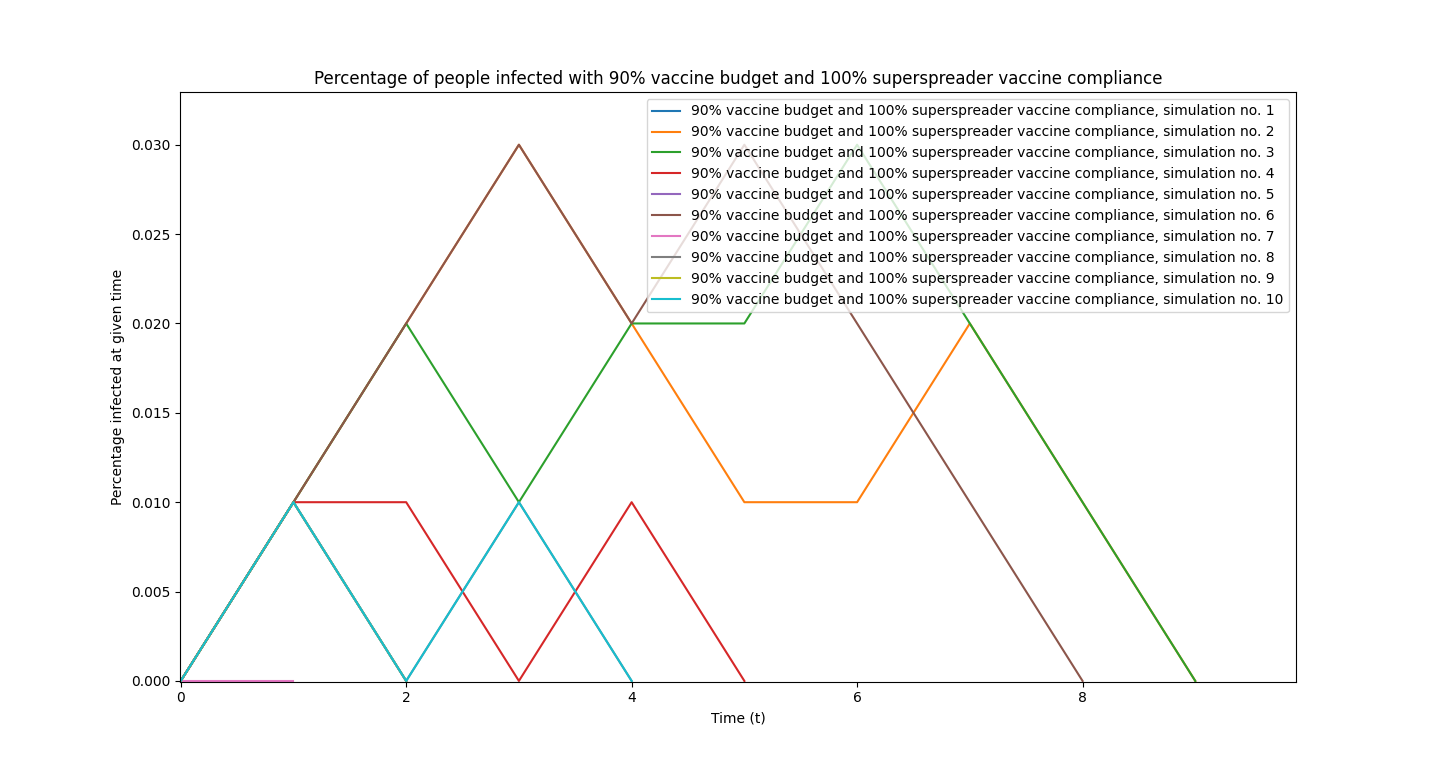 Percentage of people infected with 90% vaccine budget and 100% superspreader vaccine compliance
90% vaccine budget and 100% superspreader vaccine compliance, simulation no. 1
90% vaccine budget and 100% superspreader vaccine compliance, simulation no. 2
90% vaccine budget and 100% superspreader vaccine compliance, simulation no. 3
90% vaccine budget and 100% superspreader vaccine compliance, simulation no. 4
90% vaccine budget and 100% superspreader vaccine compliance, simulation no. 5
90% vaccine budget and 100% superspreader vaccine compliance, simulation no. 6
90% vaccine budget and 100% superspreader vaccine compliance, simulation no. 7
90% vaccine budget and 100% superspreader vaccine compliance, simulation no. 8
90% vaccine budget and 100% superspreader vaccine compliance, simulation no. 9
90% vaccine budget and 100% superspreader vaccine compliance, simulation no. 10
Percentage infected at given time
0.030
0.025
0.020
0.015
0.010
0.005
0.000
0 2 4 6 8
Time (t)